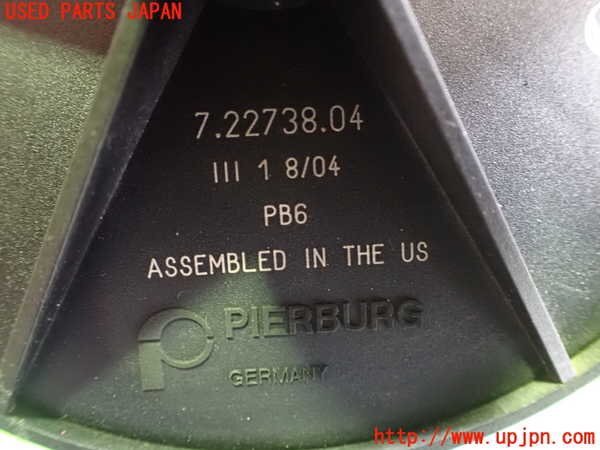 USED PARTS JAPAN
7.22738.04
III 1 8/04
PB6
ASSEMBLED IN THE US
PIERBURG
GERMANY
http://www.upjpn.com/